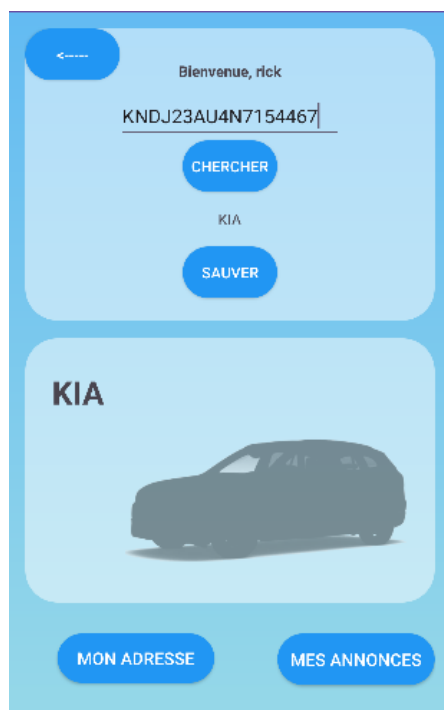 <-----
Bienvenue, rick
KNDJ23AU4N7154467
CHERCHER
KIA
SAUVER
KIA
MON ADRESSE
MES ANNONCES